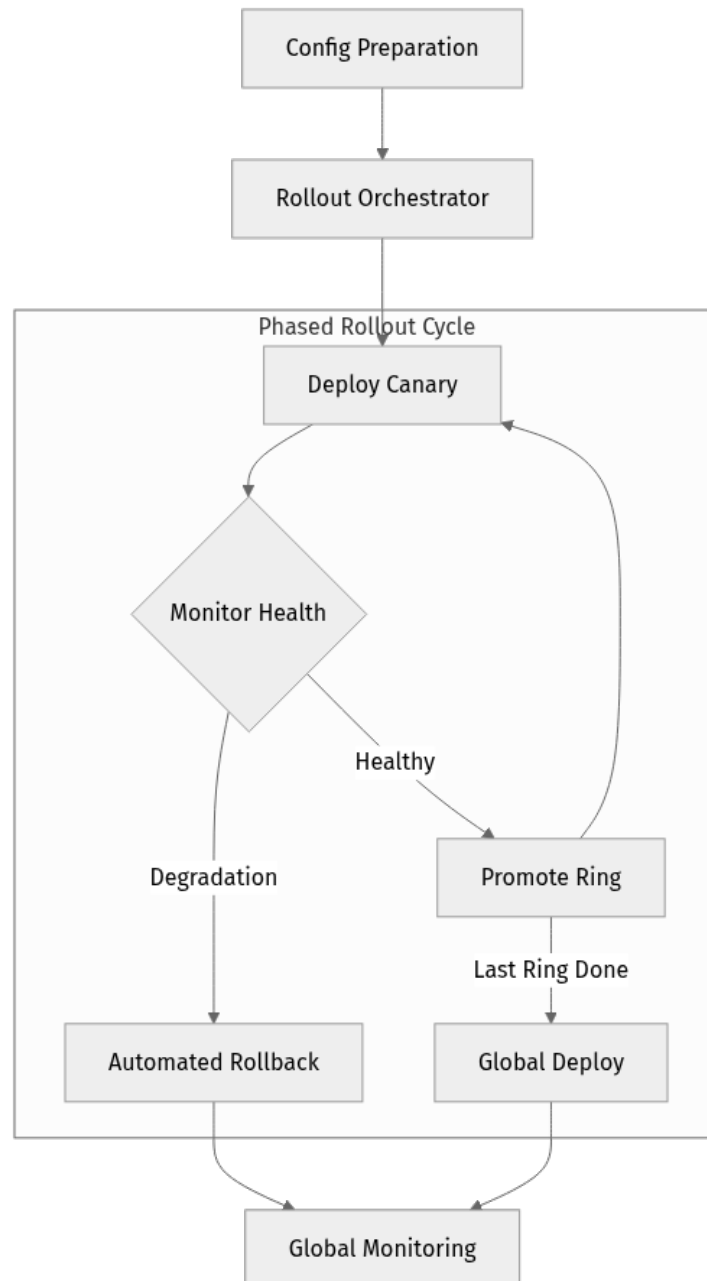 Config Preparation
Rollout Orchestrator
Phased Rollout Cycle
Deploy Canary
Monitor Health
Healthy
Degradation
Promote Ring
Last Ring Done
Automated Rollback
Global Deploy
Global Monitoring